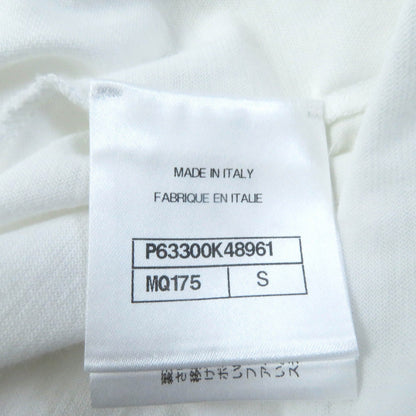 MADE IN ITALY
FABRIQUE EN ITALIE
P63300K48961
MQ175 S